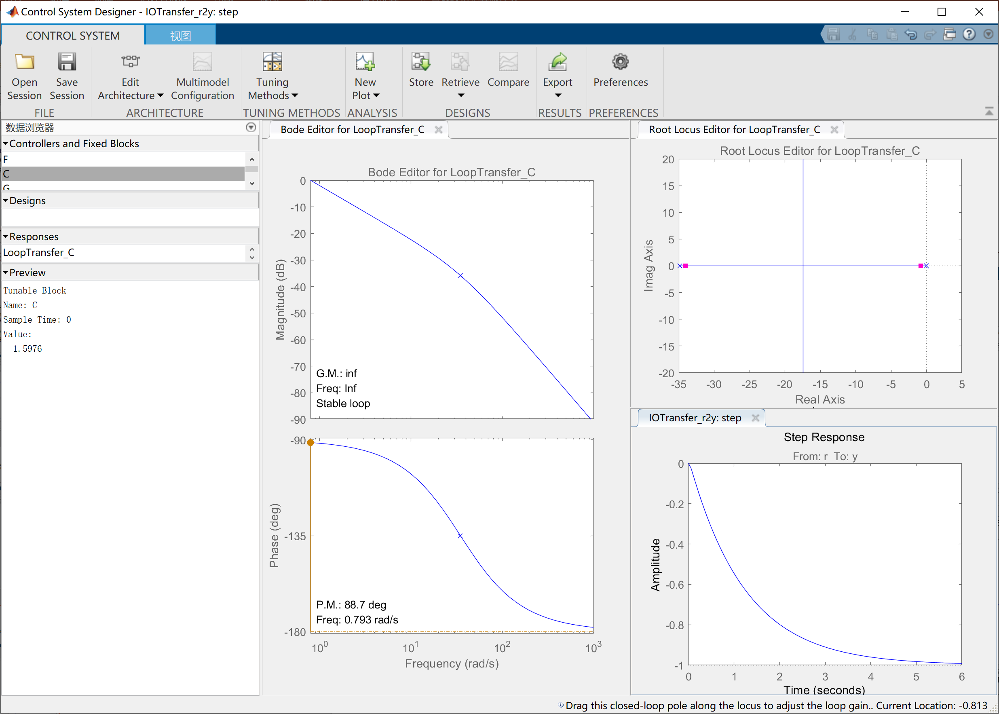 Control System Designer - IOTransfer_r2y: step
CONTROL SYSTEM
视图
Open Session
Save Session
Edit Architecture
Multimodel Configuration
Tuning Methods
New Plot
Store
Retrieve
Compare
Export
Preferences
FILE
ARCHITECTURE
TUNING METHODS
ANALYSIS
DESIGNS
RESULTS
PREFERENCES
数据浏览器
Controllers and Fixed Blocks
F
C
G
Designs
Responses
LoopTransfer_C
Preview
Tunable Block
Name: C
Sample Time: 0
Value:
1.5976
Bode Editor for LoopTransfer_C
Bode Editor for LoopTransfer_C
Magnitude (dB)
0
-10
-20
-30
-40
-50
-60
-70
-80
-90
G.M.: inf
Freq: Inf
Stable loop
Phase (deg)
-90
-135
-180
P.M.: 88.7 deg
Freq: 0.793 rad/s
10^0 10^1 10^2 10^3
Frequency (rad/s)
Root Locus Editor for LoopTransfer_C
Root Locus Editor for LoopTransfer_C
Imag Axis
20
15
10
5
0
-5
-10
-15
-20
-35 -30 -25 -20 -15 -10 -5 0 5
Real Axis
IOTransfer_r2y: step
Step Response
From: r To: y
Amplitude
0
-0.2
-0.4
-0.6
-0.8
-1
0 1 2 3 4 5 6
Time (seconds)
Drag this closed-loop pole along the locus to adjust the loop gain.. Current Location: -0.813